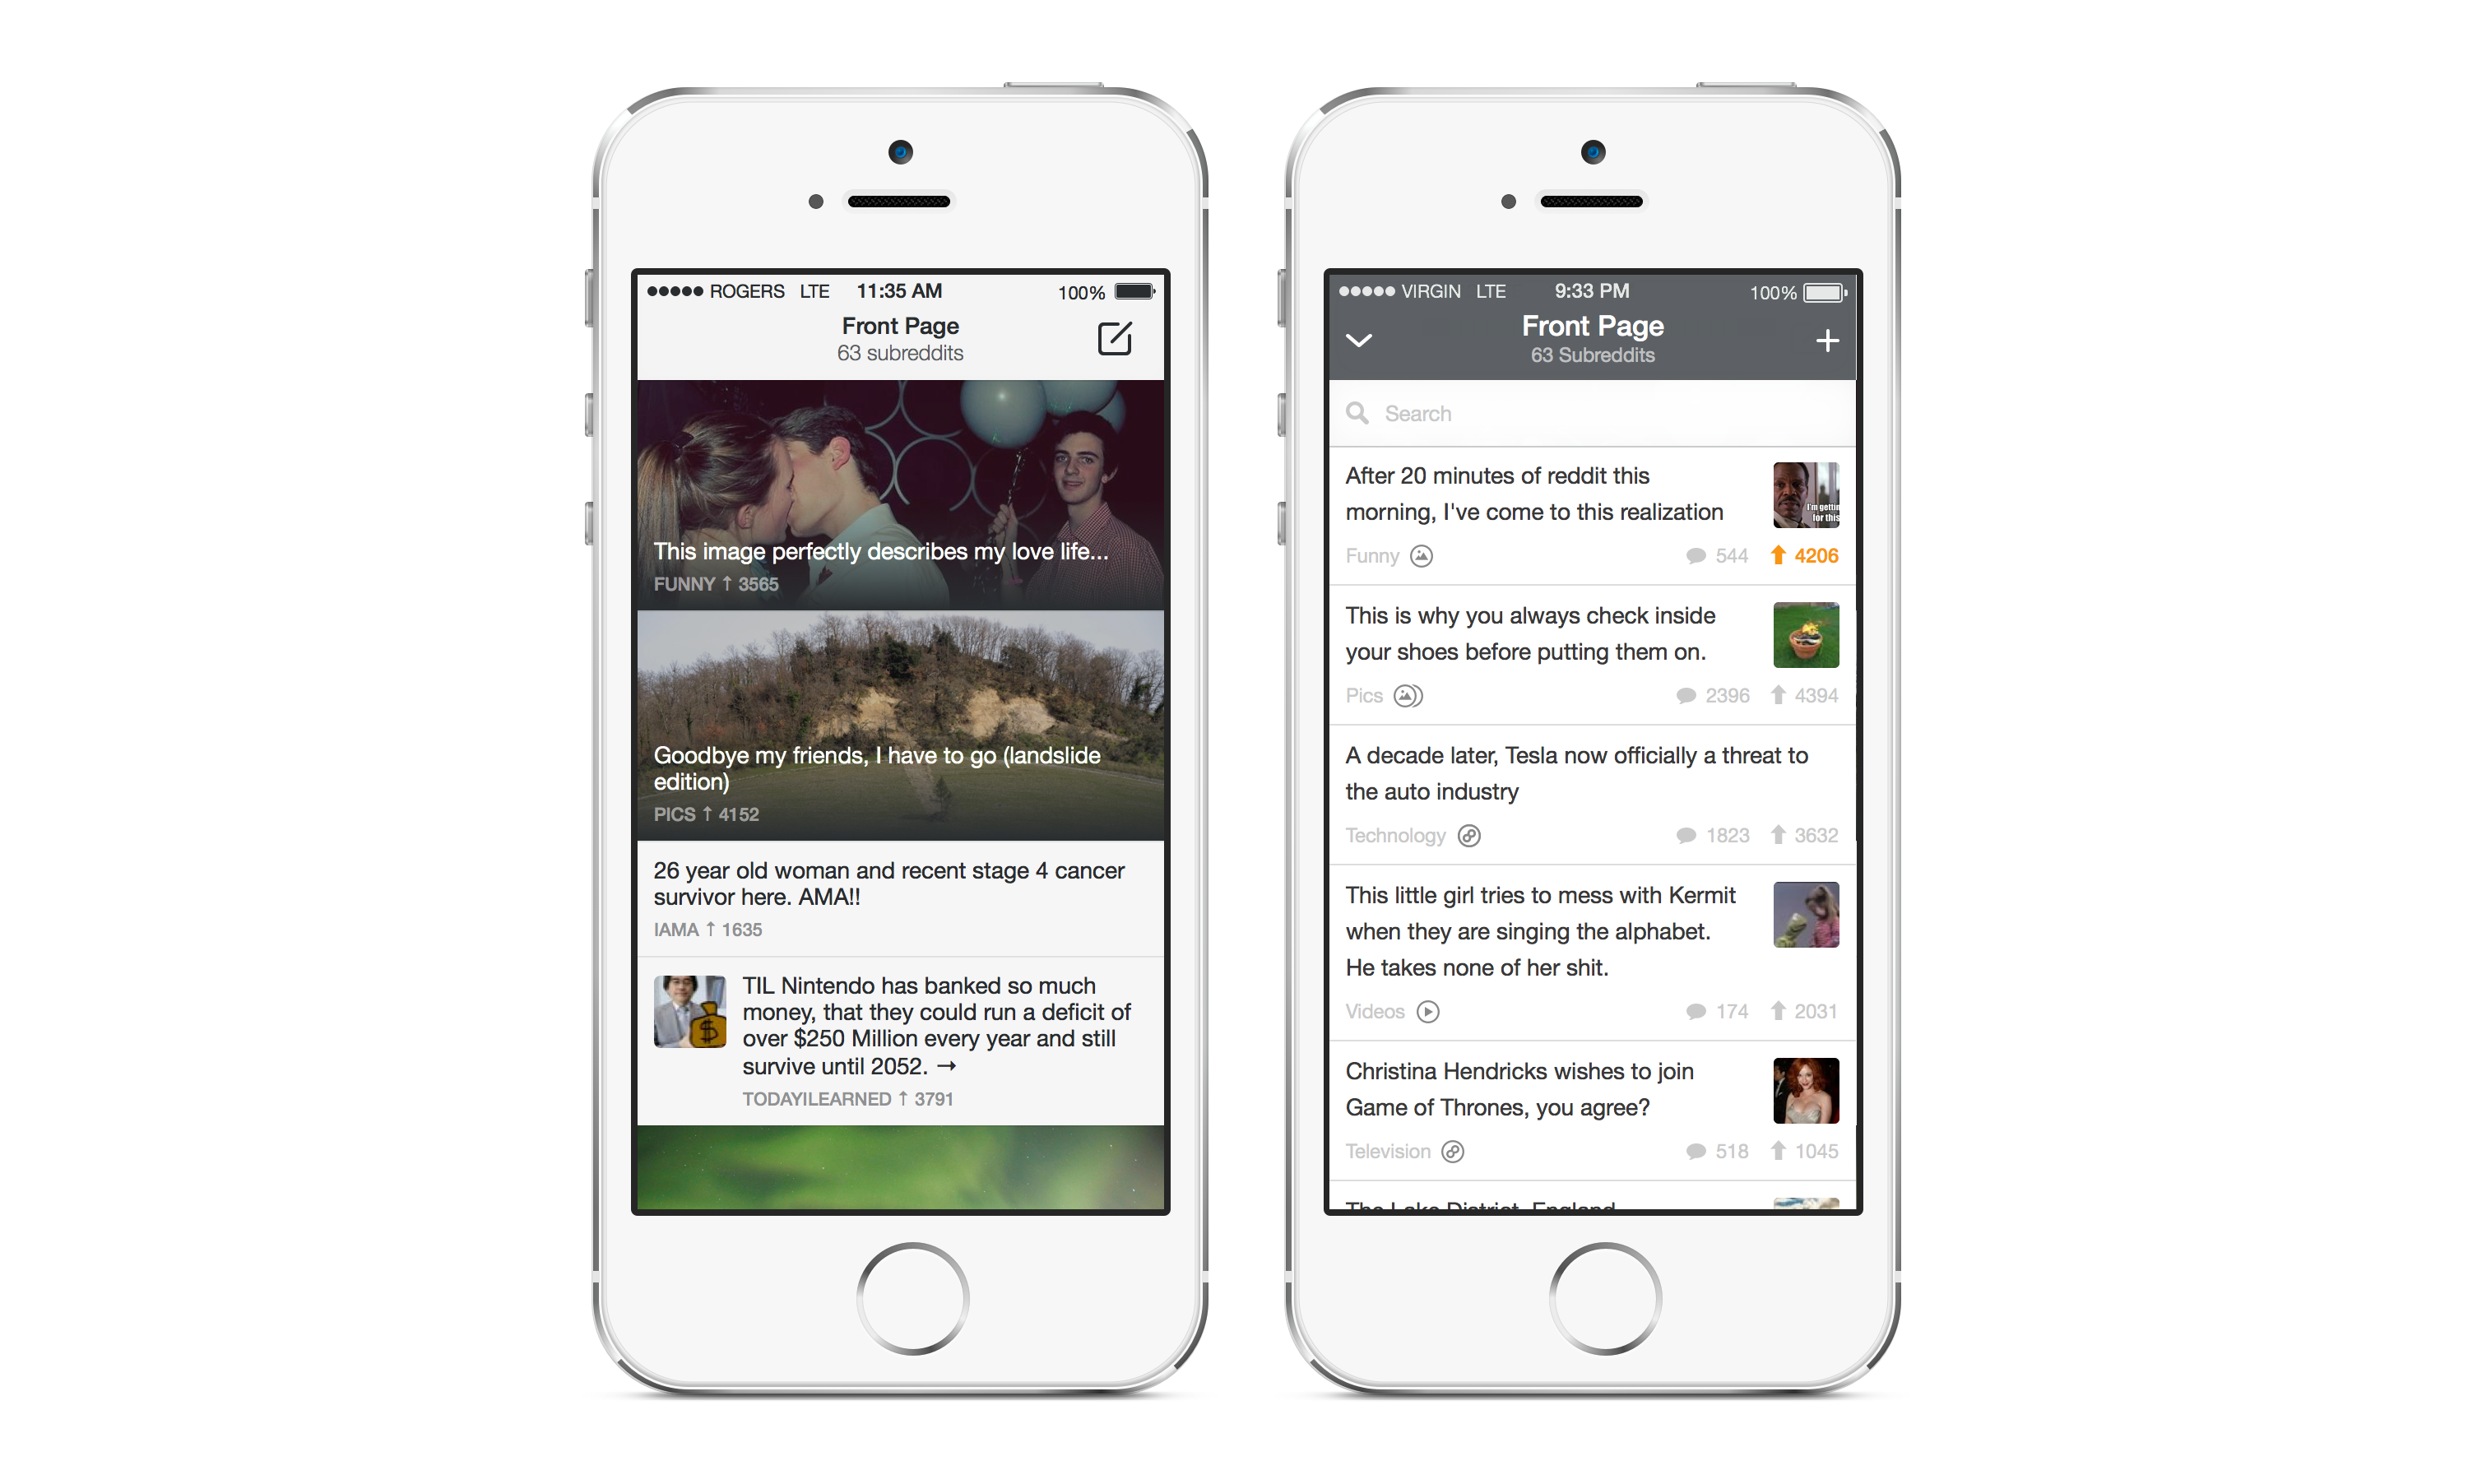 ROGERS LTE 11:35 AM 100%
Front Page
63 subreddits
This image perfectly describes my love life...
FUNNY ↑ 3565
Goodbye my friends, I have to go (landslide
edition)
PICS ↑ 4152
26 year old woman and recent stage 4 cancer
survivor here. AMA!!
IAMA ↑ 1635
TIL Nintendo has banked so much
money, that they could run a deficit of
over $250 Million every year and still
survive until 2052. →
TODAYILEARNED ↑ 3791
VIRGIN LTE 9:33 PM 100%
Front Page
63 Subreddits
Search
After 20 minutes of reddit this
morning, I've come to this realization
I'm gettin
for this
Funny 544 4206
This is why you always check inside
your shoes before putting them on.
Pics 2396 4394
A decade later, Tesla now officially a threat to
the auto industry
Technology 1823 3632
This little girl tries to mess with Kermit
when they are singing the alphabet.
He takes none of her shit.
Videos 174 2031
Christina Hendricks wishes to join
Game of Thrones, you agree?
Television 518 1045
The Lake District, England